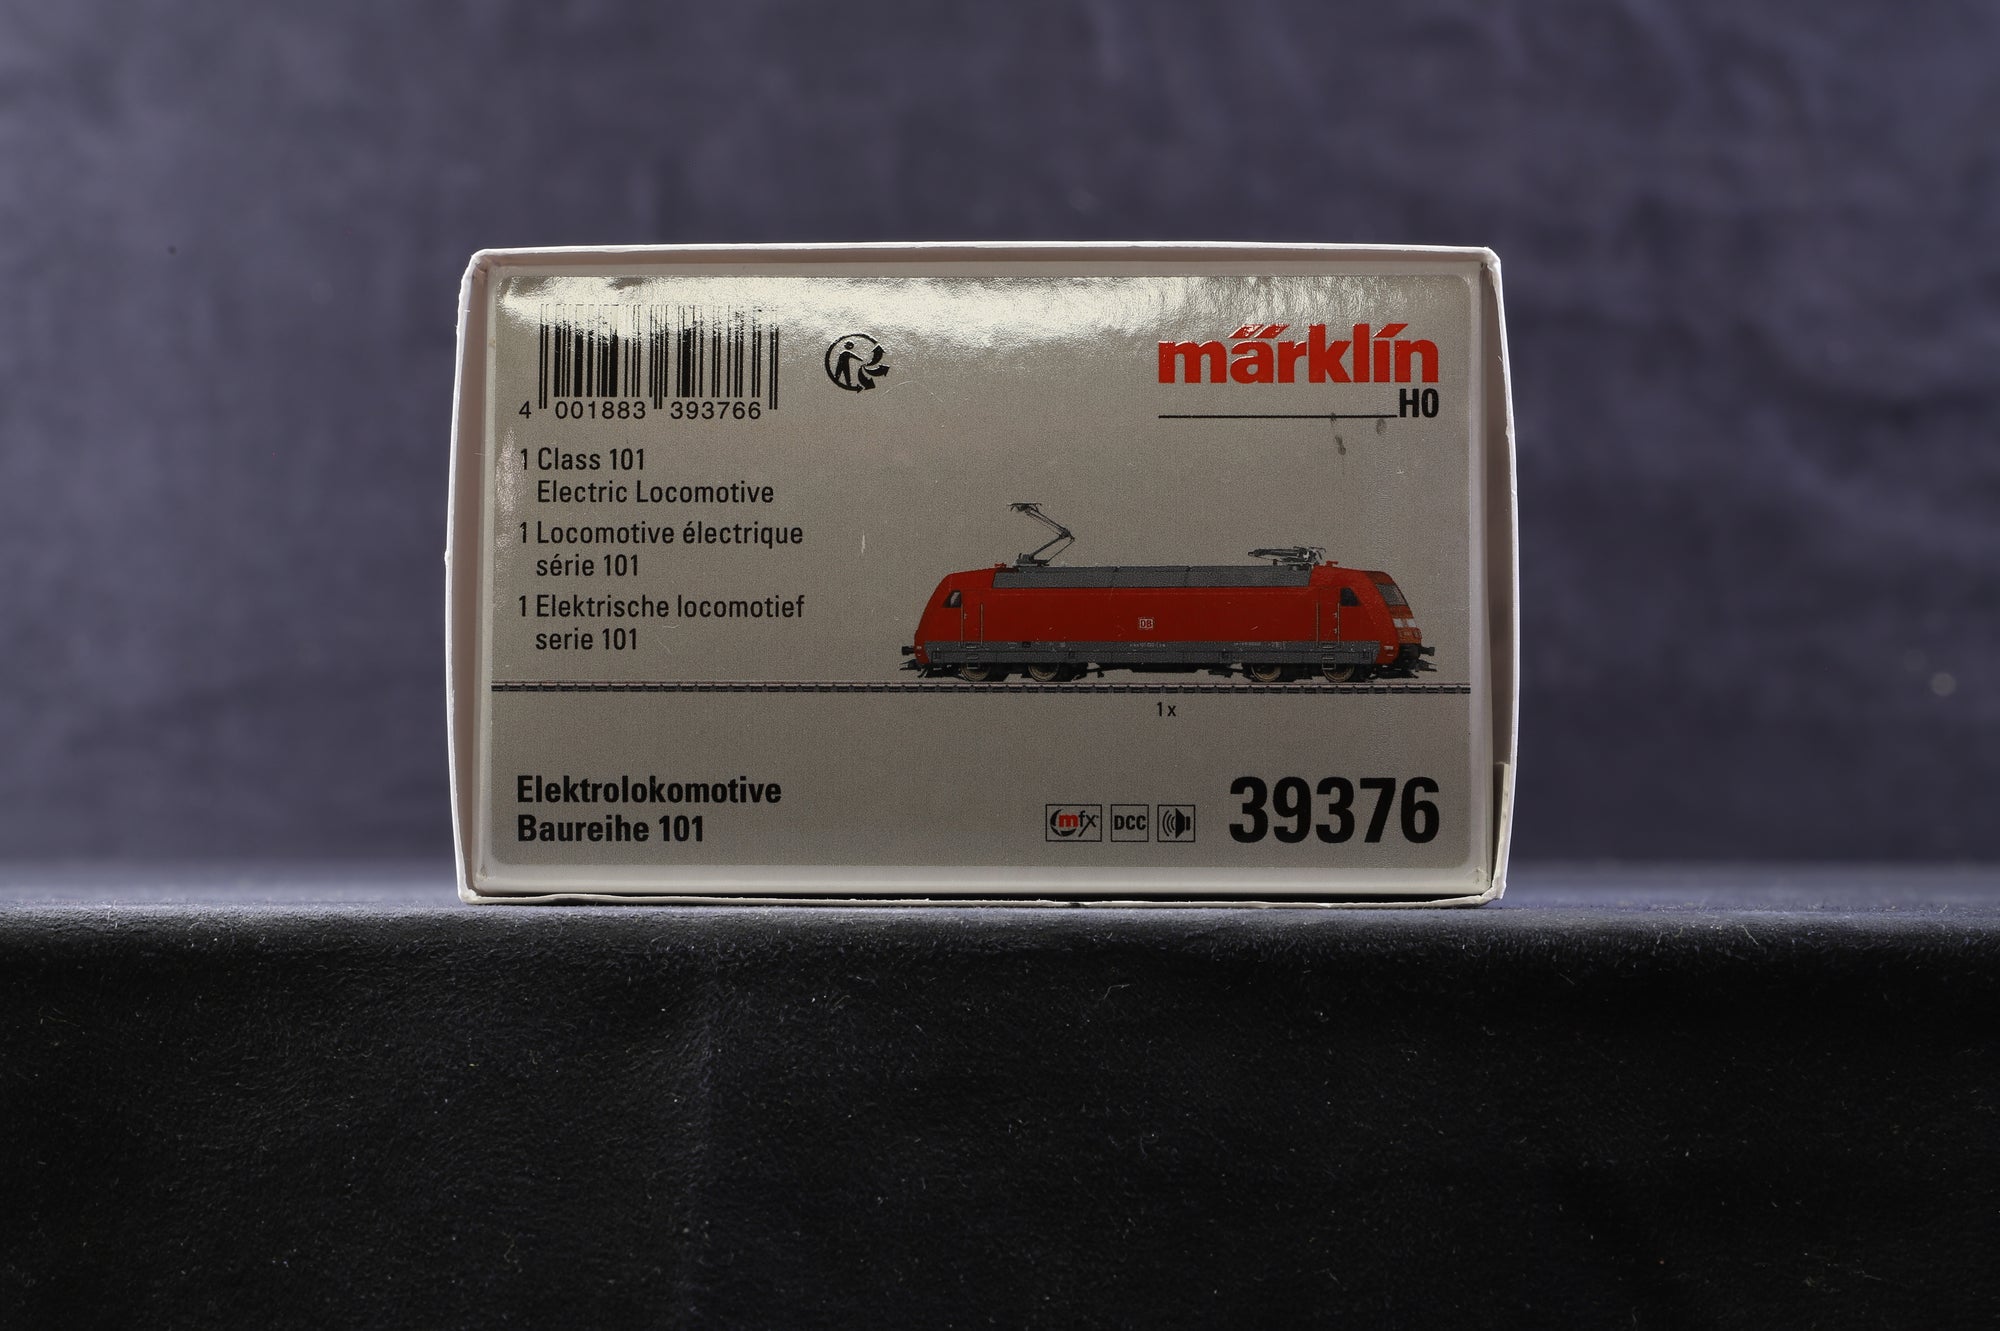 4 001883 393766
märklin
H0
1 Class 101
Electric Locomotive
1 Locomotive électrique
série 101
1 Elektrische locomotief
serie 101
DB
1x
Elektrolokomotive
Baureihe 101
mfx DCC
39376